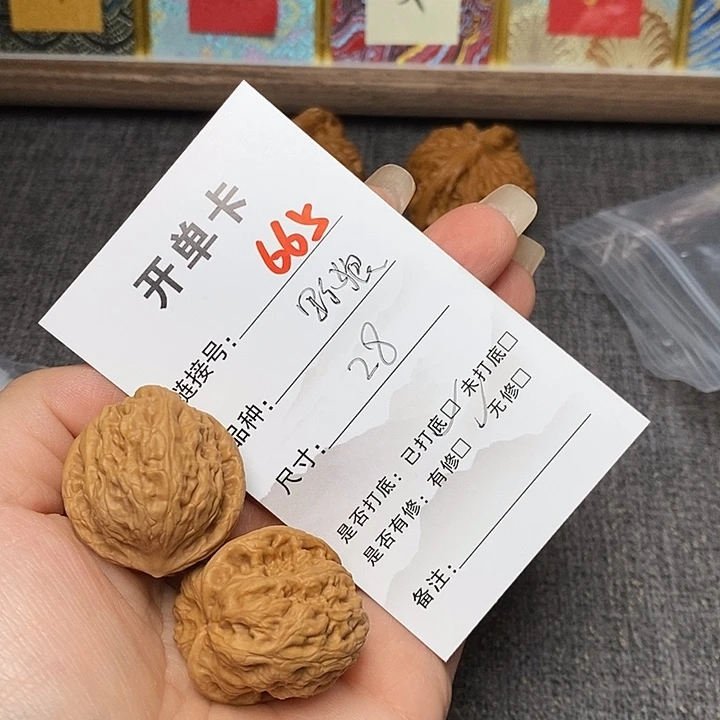 开单卡
链接号: 665
品种:
尺寸: 28
是否打底: 已打底☑ 未打底□
是否有修: 有修□ 无修□
备注: